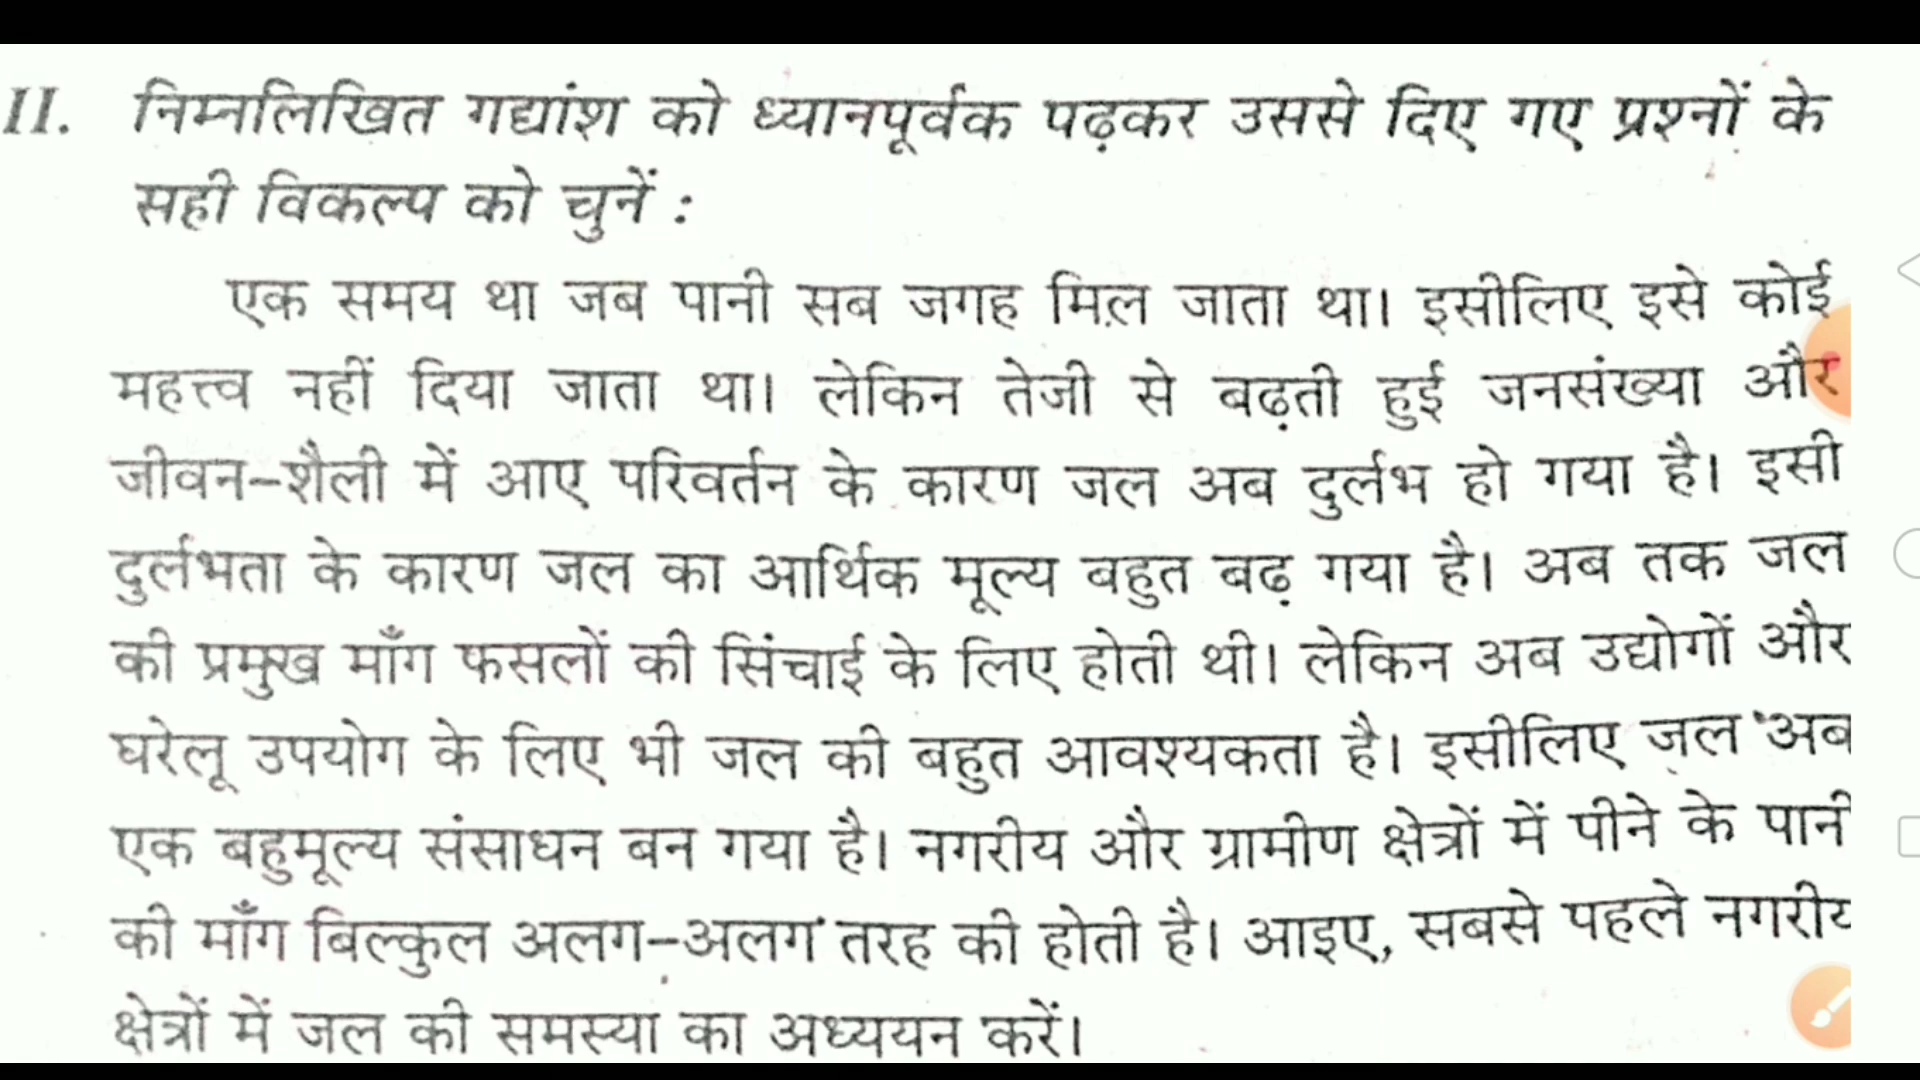 II. निम्नलिखित गद्यांश को ध्यानपूर्वक पढ़कर उससे दिए गए प्रश्नों के
सही विकल्प को चुनें :
एक समय था जब पानी सब जगह मिल जाता था। इसीलिए इसे कोई
महत्त्व नहीं दिया जाता था। लेकिन तेजी से बढ़ती हुई जनसंख्या और
जीवन-शैली में आए परिवर्तन के कारण जल अब दुर्लभ हो गया है। इसी
दुर्लभता के कारण जल का आर्थिक मूल्य बहुत बढ़ गया है। अब तक जल
की प्रमुख माँग फसलों की सिंचाई के लिए होती थी। लेकिन अब उद्योगों और
घरेलू उपयोग के लिए भी जल की बहुत आवश्यकता है। इसीलिए जल अब
एक बहुमूल्य संसाधन बन गया है। नगरीय और ग्रामीण क्षेत्रों में पीने के पानी
की माँग बिल्कुल अलग-अलग तरह की होती है। आइए, सबसे पहले नगरीय
क्षेत्रों में जल की समस्या का अध्ययन करें।